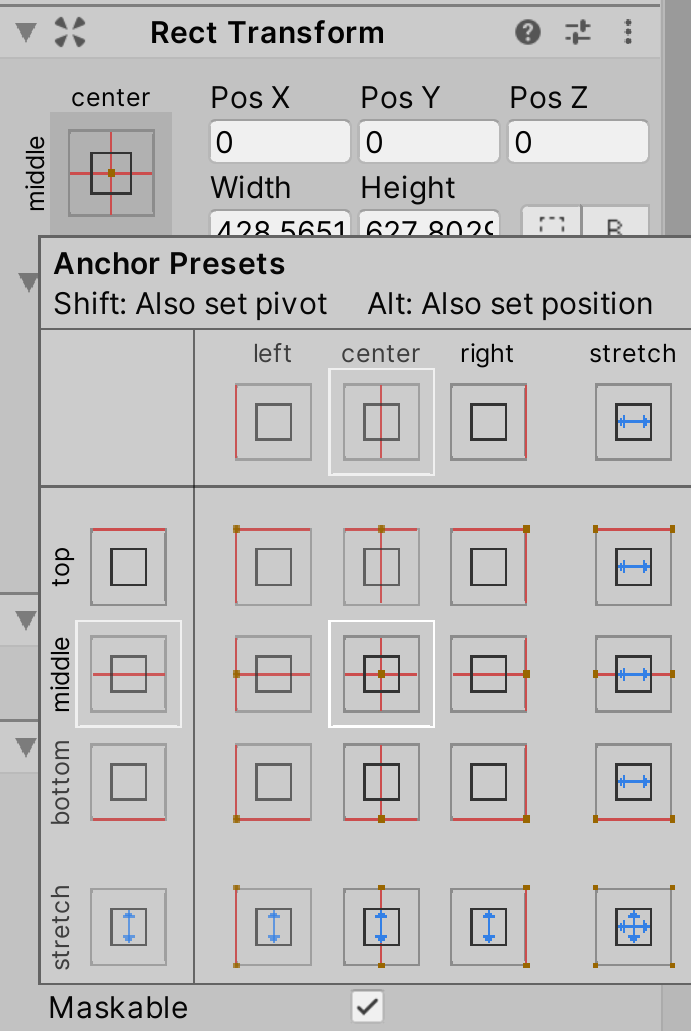 Rect Transform
center
Pos X Pos Y Pos Z
middle
0 0 0
Width Height
428.5651 627.8029
R
Anchor Presets
Shift: Also set pivot Alt: Also set position
left center right stretch
top
middle
bottom
stretch
Maskable